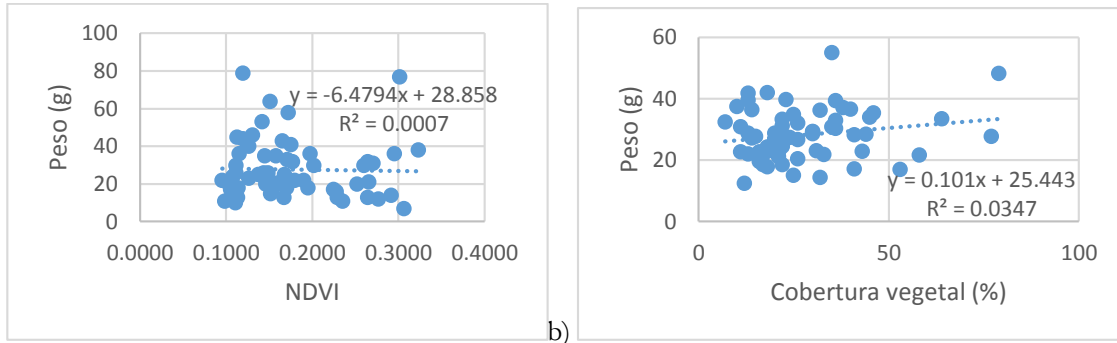 100
80
60
40
20
0
Peso (g)
y = -6.4794x + 28.858
R² = 0.0007
0.0000 0.1000 0.2000 0.3000 0.4000
NDVI
b)
60
40
20
0
Peso (g)
y = 0.101x + 25.443
R² = 0.0347
0 50 100
Cobertura vegetal (%)